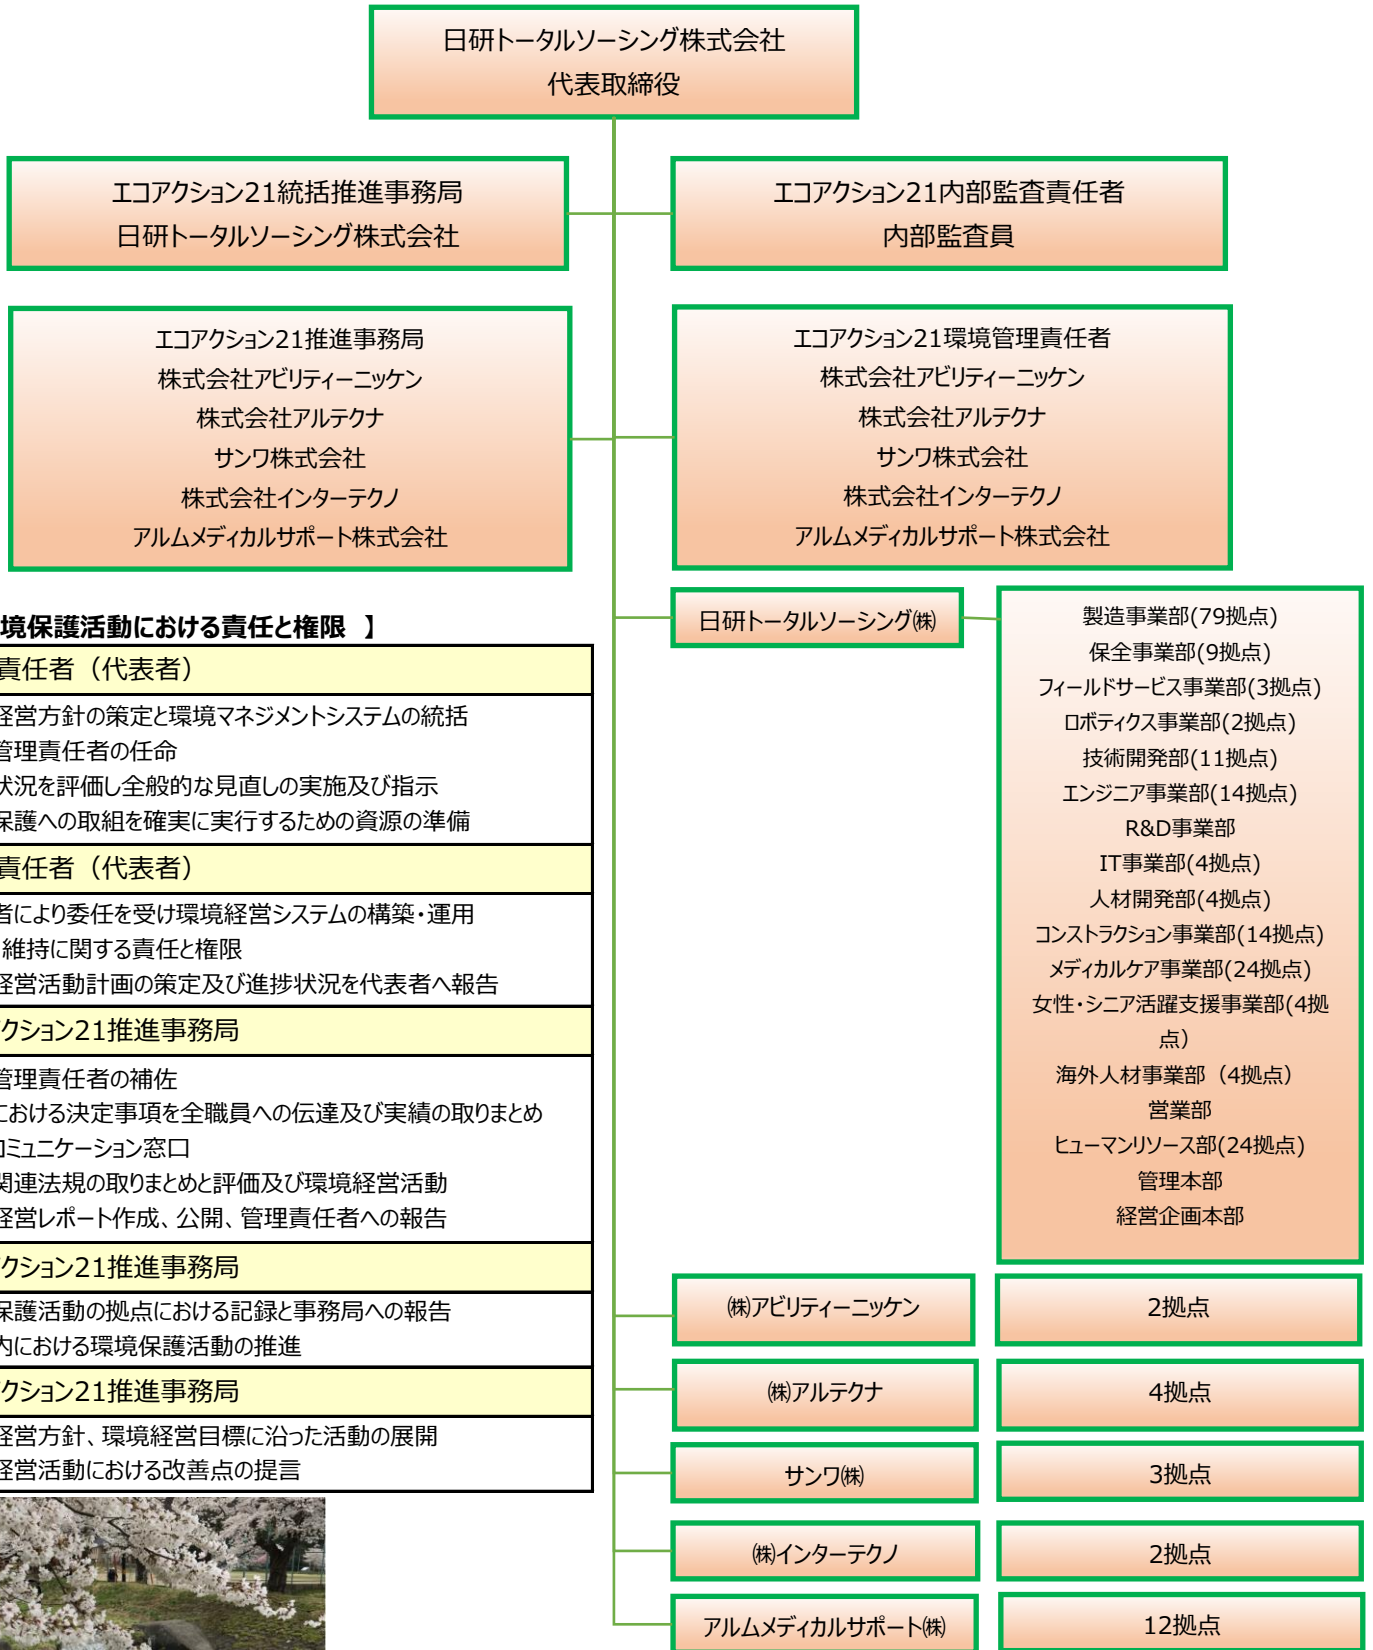 日研トータルソーシング株式会社
代表取締役
エコアクション21統括推進事務局
日研トータルソーシング株式会社
エコアクション21内部監査責任者
内部監査員
エコアクション21推進事務局
株式会社アビリティーニッケン
株式会社アルテクナ
サンワ株式会社
株式会社インターテクノ
アルムメディカルサポート株式会社
エコアクション21環境管理責任者
株式会社アビリティーニッケン
株式会社アルテクナ
サンワ株式会社
株式会社インターテクノ
アルムメディカルサポート株式会社
境保護活動における責任と権限 】
責任者（代表者）
経営方針の策定と環境マネジメントシステムの統括
管理責任者の任命
状況を評価し全般的な見直しの実施及び指示
保護への取組を確実に実行するための資源の準備
責任者（代表者）
者により委任を受け環境経営システムの構築・運用
維持に関する責任と権限
経営活動計画の策定及び進捗状況を代表者へ報告
クション21推進事務局
管理責任者の補佐
における決定事項を全職員への伝達及び実績の取りまとめ
コミュニケーション窓口
関連法規の取りまとめと評価及び環境経営活動
経営レポート作成、公開、管理責任者への報告
クション21推進事務局
保護活動の拠点における記録と事務局への報告
内における環境保護活動の推進
クション21推進事務局
経営方針、環境経営目標に沿った活動の展開
経営活動における改善点の提言
日研トータルソーシング㈱
製造事業部(79拠点)
保全事業部(9拠点)
フィールドサービス事業部(3拠点)
ロボティクス事業部(2拠点)
技術開発部(11拠点)
エンジニア事業部(14拠点)
R&D事業部
IT事業部(4拠点)
人材開発部(4拠点)
コンストラクション事業部(14拠点)
メディカルケア事業部(24拠点)
女性・シニア活躍支援事業部(4拠
点）
海外人材事業部（4拠点）
営業部
ヒューマンリソース部(24拠点)
管理本部
経営企画本部
㈱アビリティーニッケン
2拠点
㈱アルテクナ
4拠点
サンワ㈱
3拠点
㈱インターテクノ
2拠点
アルムメディカルサポート㈱
12拠点